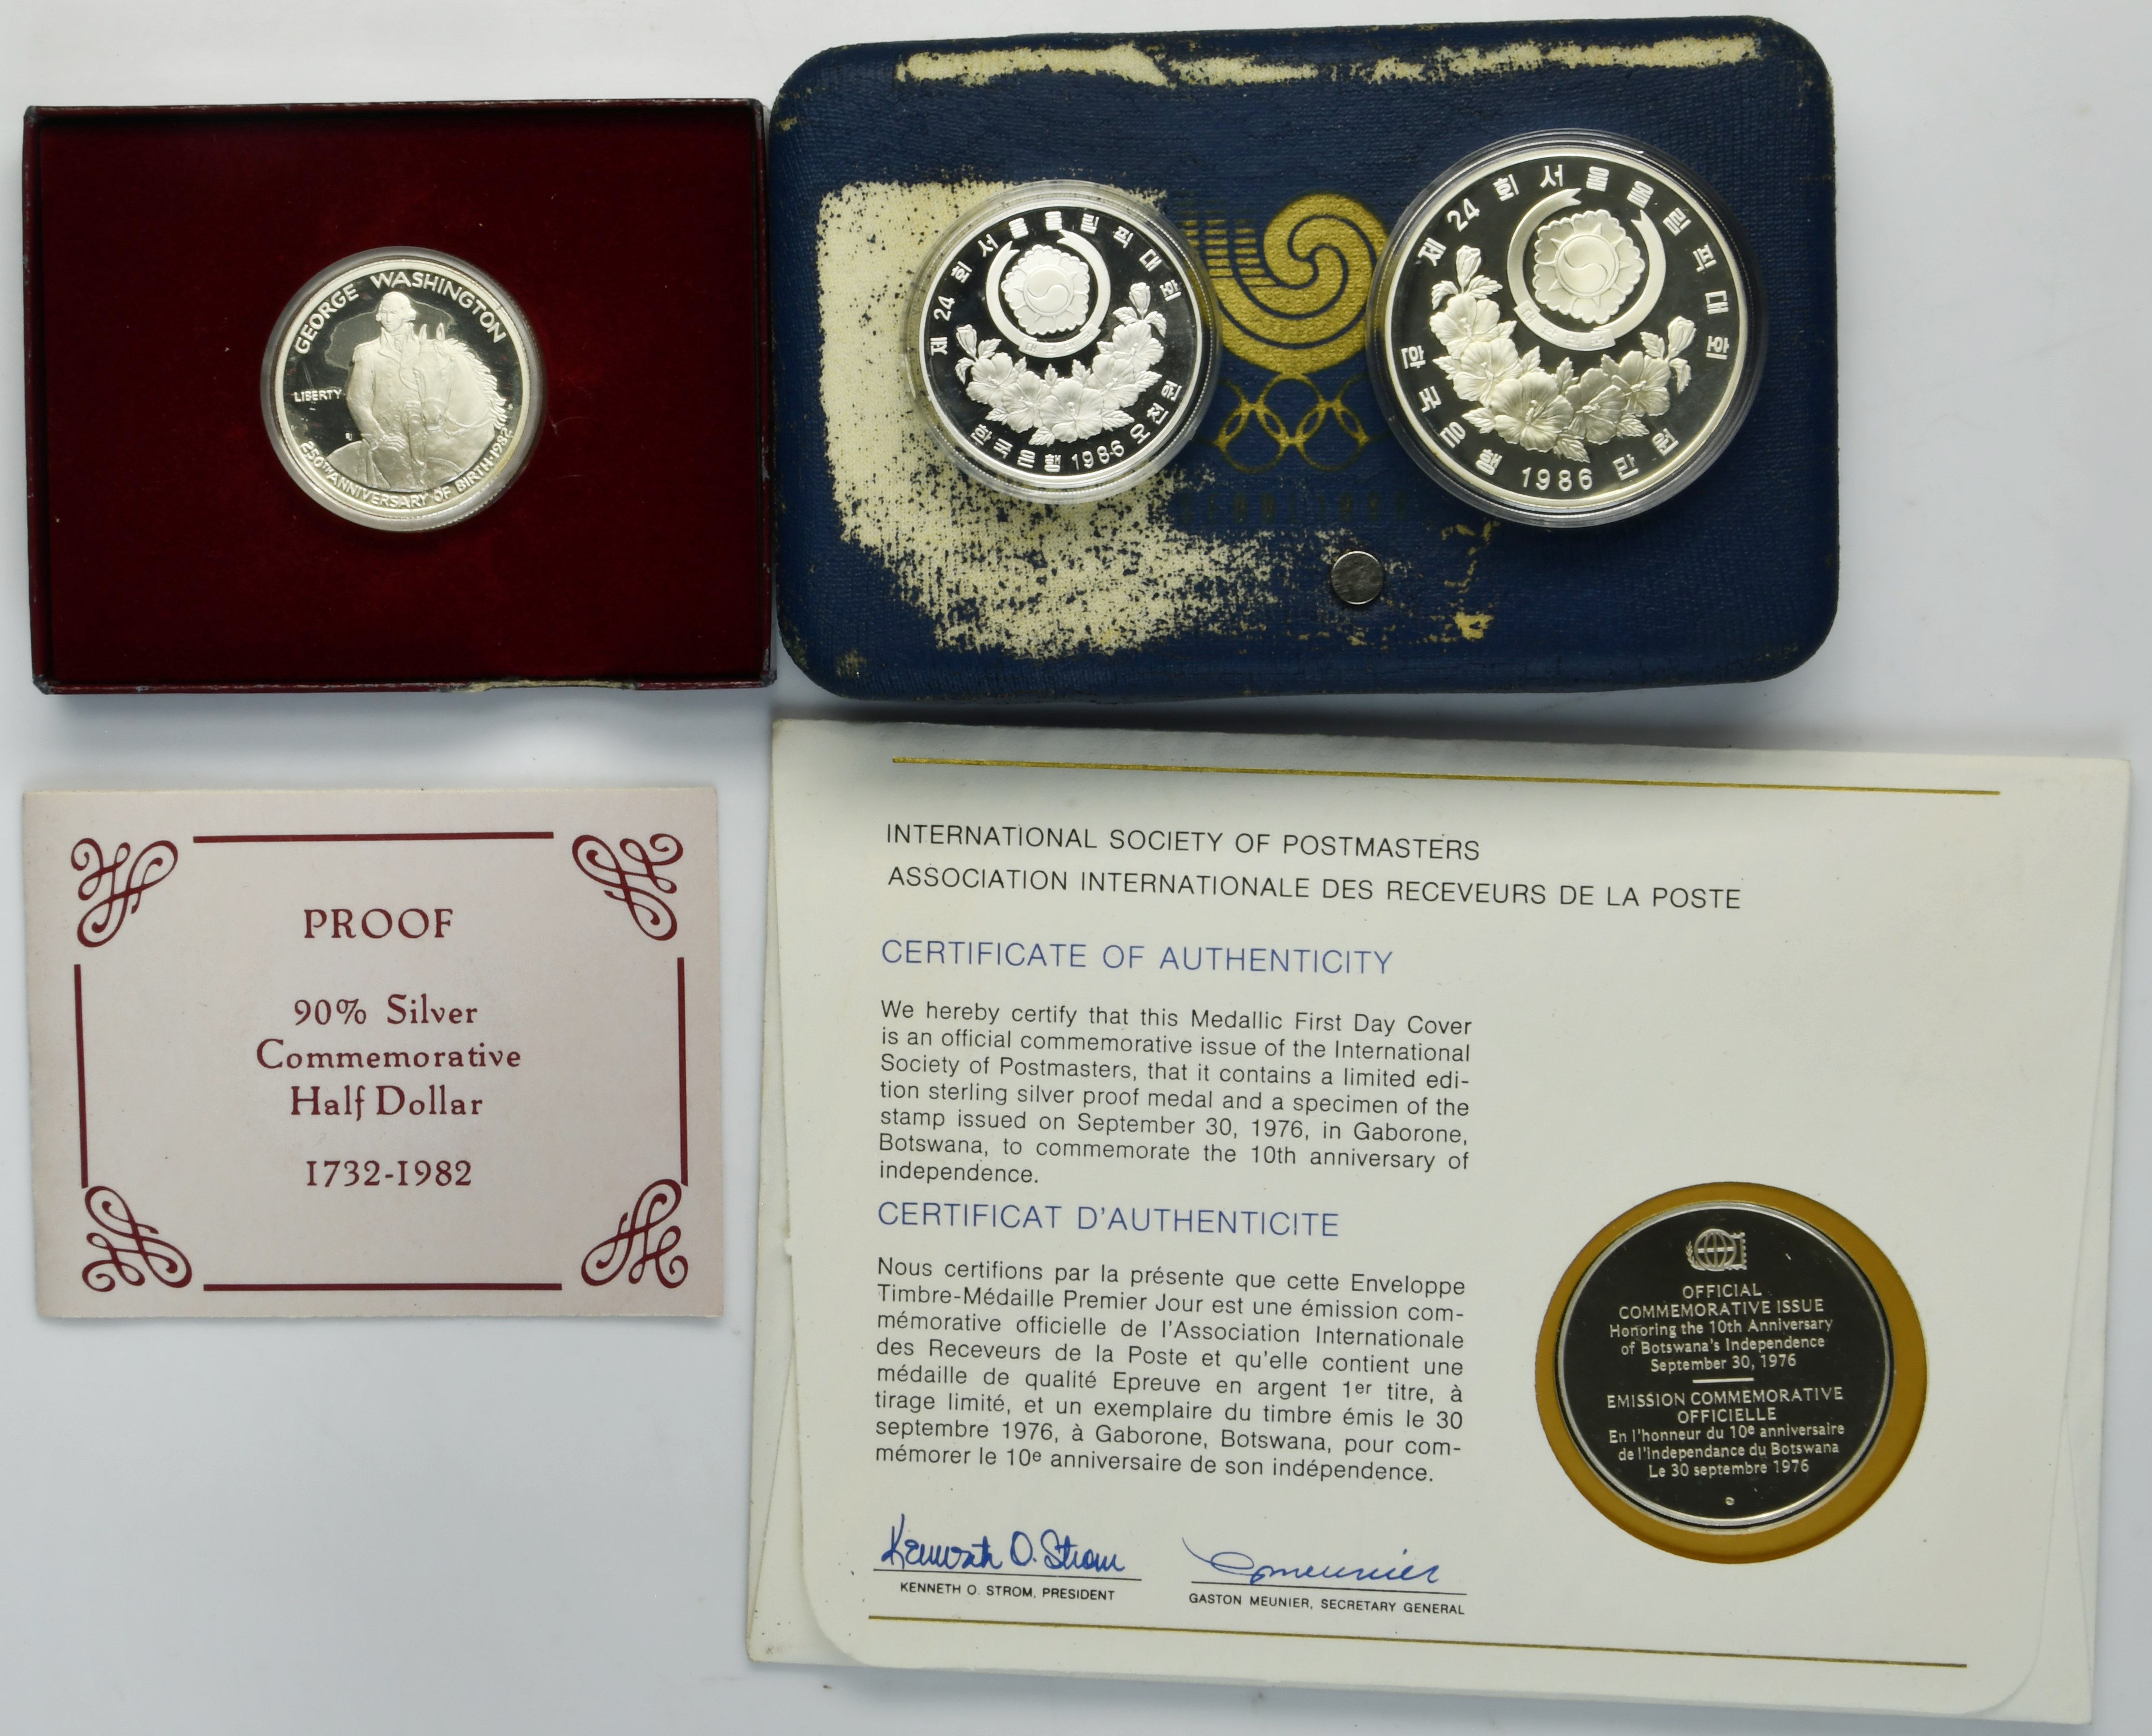 GEORGE WASHINGTON
LIBERTY
250TH ANNIVERSARY OF BIRTH·1982
제 24 회 서울올림픽대회
대한민국
한국은행 1986 오천원
제 24 회 서울올림픽대회
대한민국
한국은행 1986 만원
PROOF
90% Silver
Commemorative
Half Dollar
1732-1982
INTERNATIONAL SOCIETY OF POSTMASTERS
ASSOCIATION INTERNATIONALE DES RECEVEURS DE LA POSTE
CERTIFICATE OF AUTHENTICITY
We hereby certify that this Medallic First Day Cover
is an official commemorative issue of the International
Society of Postmasters, that it contains a limited edi-
tion sterling silver proof medal and a specimen of the
stamp issued on September 30, 1976, in Gaborone,
Botswana, to commemorate the 10th anniversary of
independence.
CERTIFICAT D'AUTHENTICITE
Nous certifions par la présente que cette Enveloppe
Timbre-Médaille Premier Jour est une émission com-
mémorative officielle de l'Association Internationale
des Receveurs de la Poste et qu'elle contient une
médaille de qualité Epreuve en argent 1er titre, à
tirage limité, et un exemplaire du timbre émis le 30
septembre 1976, à Gaborone, Botswana, pour com-
mémorer le 10e anniversaire de son indépendence.
Kenneth O. Strom
KENNETH O. STROM, PRESIDENT
GMeunier
GASTON MEUNIER, SECRETARY GENERAL
OFFICIAL
COMMEMORATIVE ISSUE
Honoring the 10th Anniversary
of Botswana's Independence
September 30, 1976
EMISSION COMMEMORATIVE
OFFICIELLE
En l'honneur du 10e anniversaire
de l'independance du Botswana
Le 30 septembre 1976